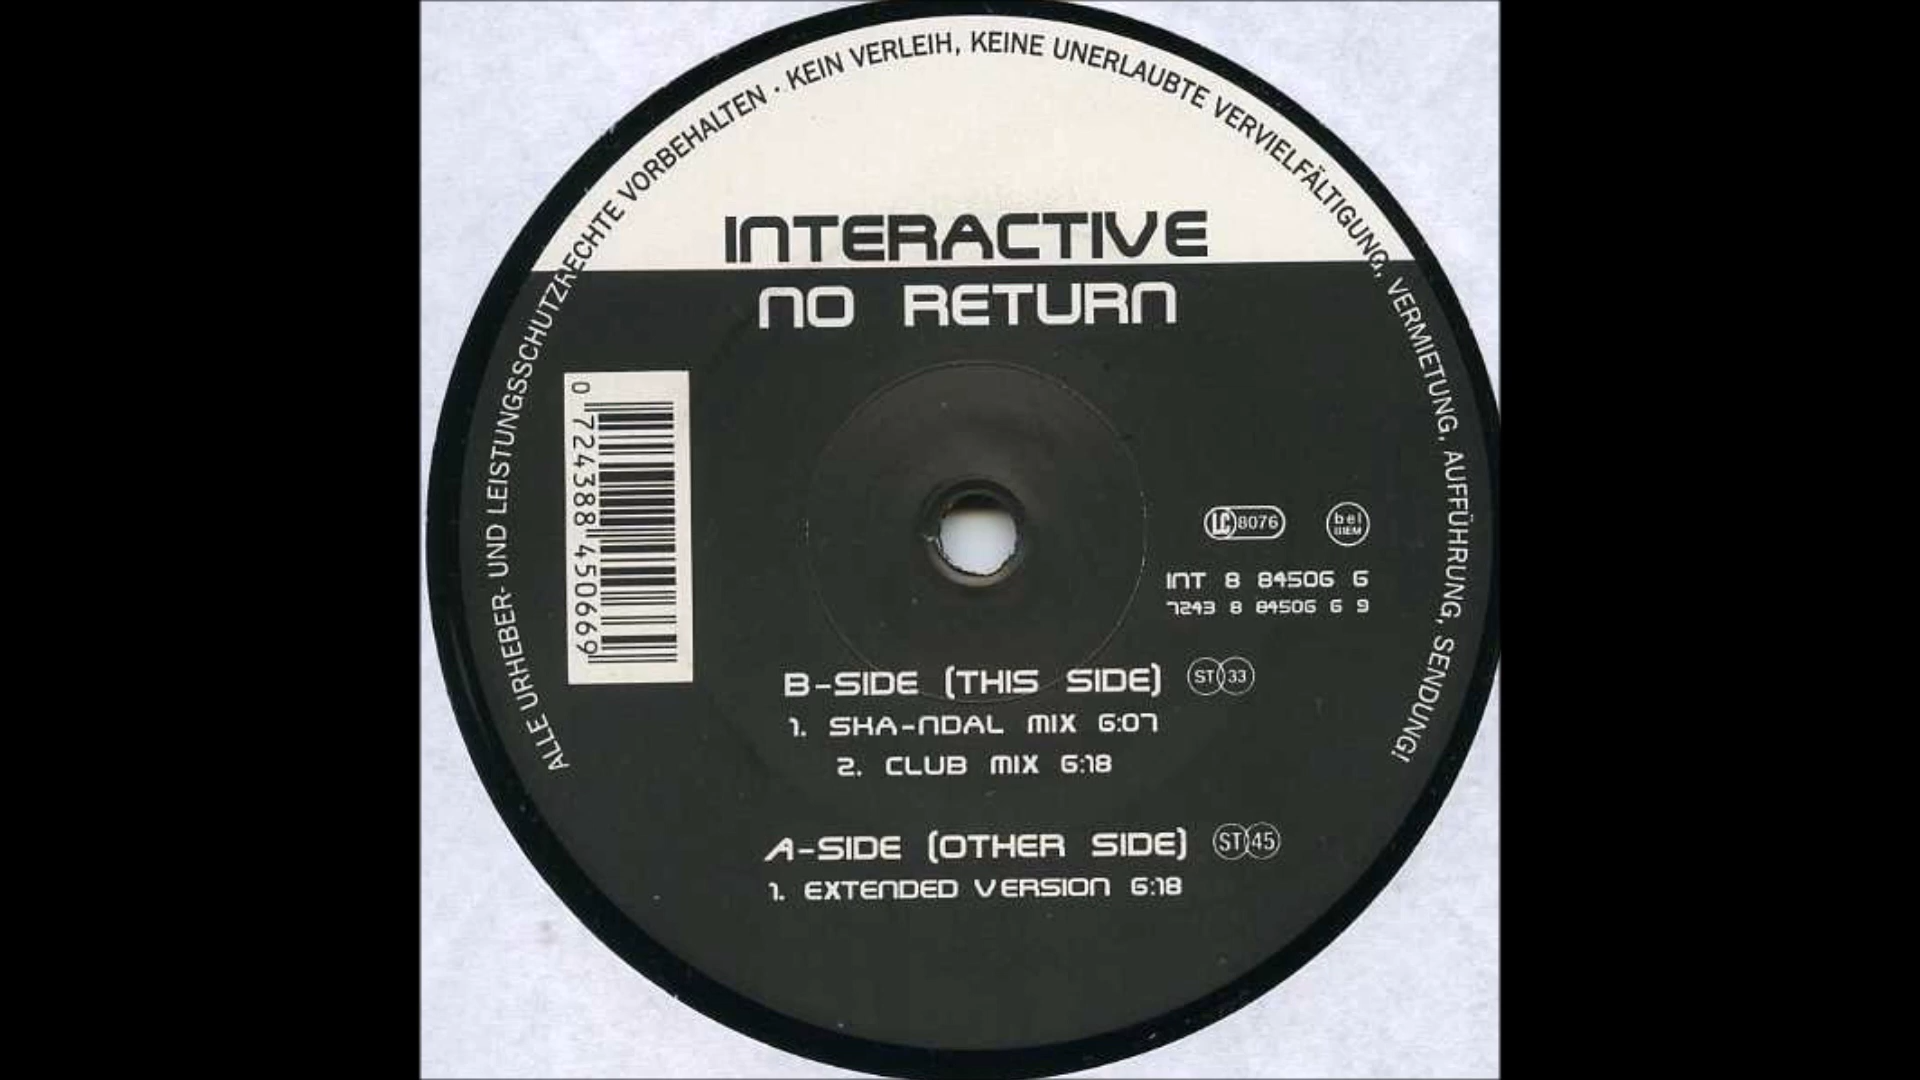 ALLE URHEBER- UND LEISTUNGSSCHUTZRECHTE VORBEHALTEN · KEIN VERLEIH, KEINE UNERLAUBTE VERVIELFÄLTIGUNG, VERMIETUNG, AUFFÜHRUNG, SENDUNG!
INTERACTIVE
NO RETURN
0 724388 450669
LC 8076
bel BIEM
INT 8 84506 6
7243 8 84506 6 9
B-SIDE (THIS SIDE) ST 33
1. SKA-NDAL MIX 6:07
2. CLUB MIX 6:18
A-SIDE (OTHER SIDE) ST 45
1. EXTENDED VERSION 6:18